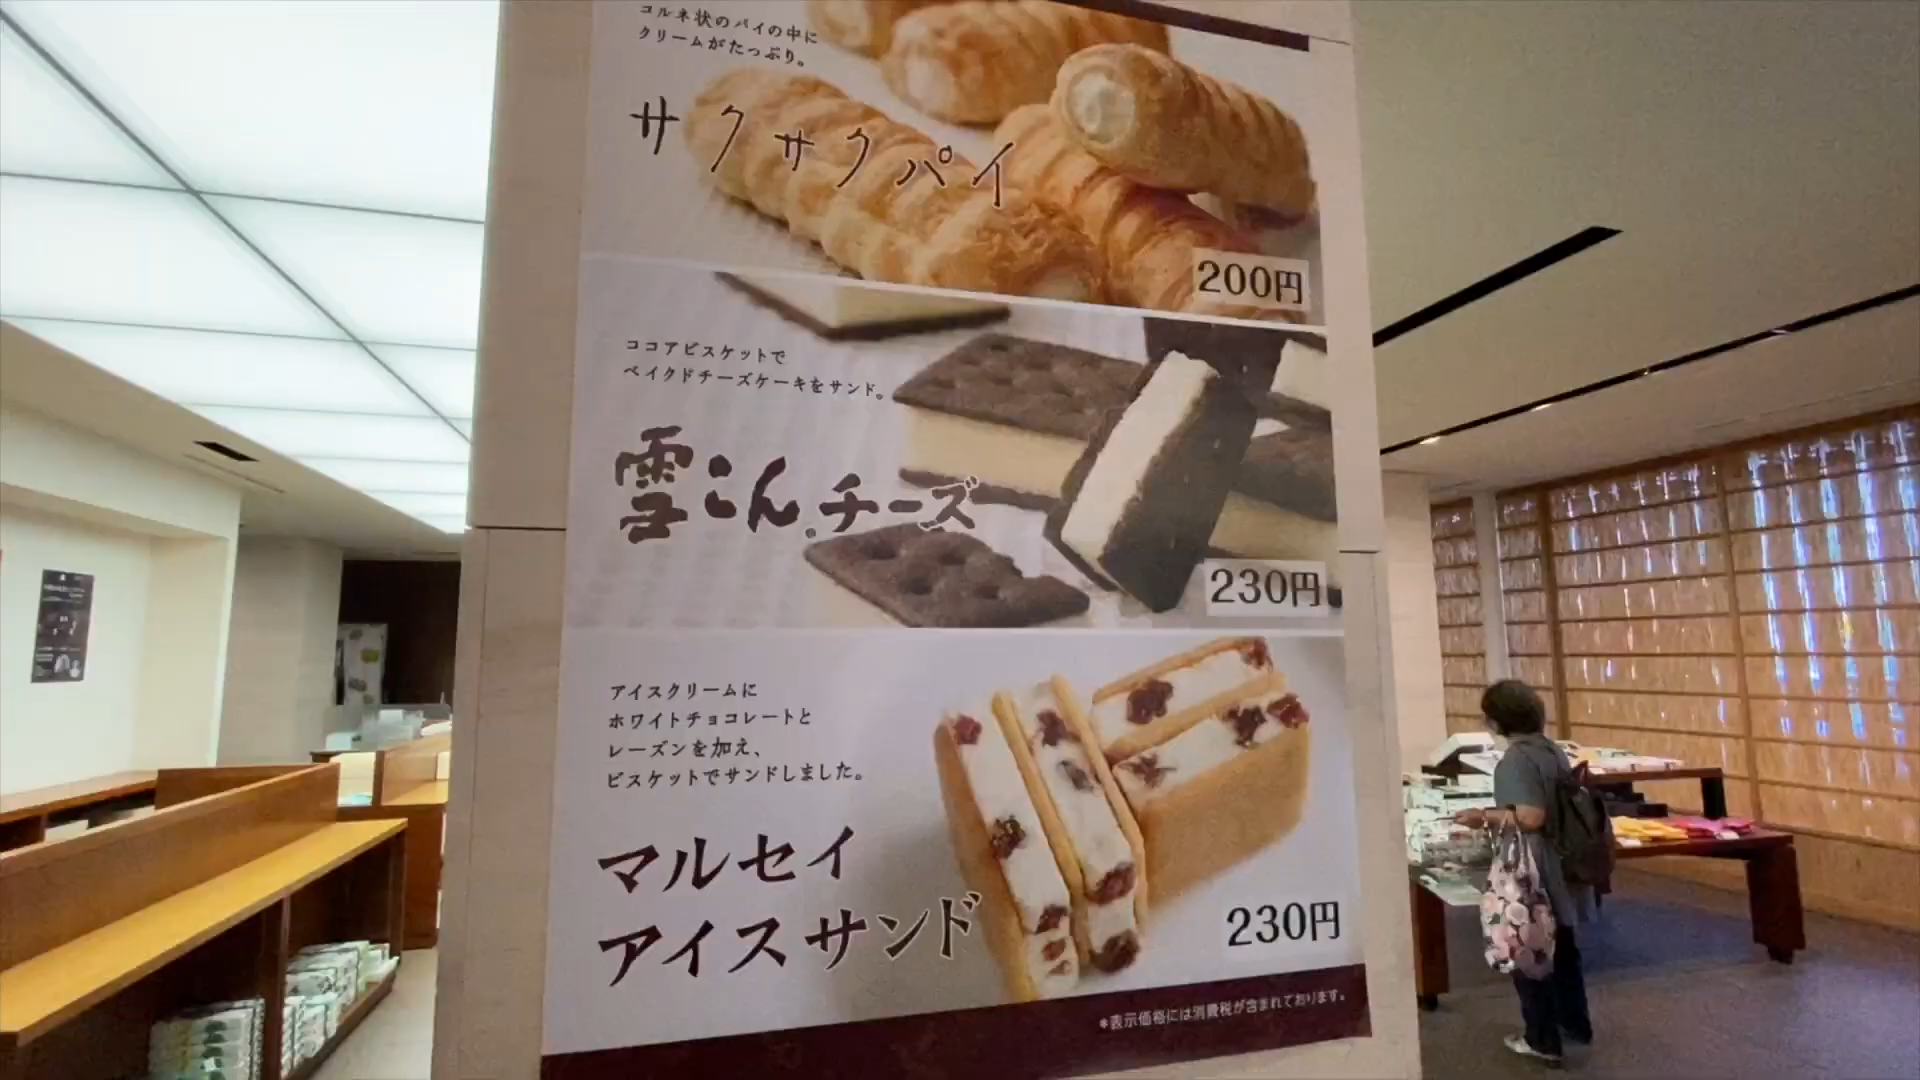 コルネ状のパイの中に
クリームがたっぷり。
サクサクパイ
200円
ココアビスケットで
ベイクドチーズケーキをサンド。
雪こん。チーズ
230円
アイスクリームに
ホワイトチョコレートと
レーズンを加え、
ビスケットでサンドしました。
マルセイ
アイスサンド
230円
*表示価格には消費税が含まれております。